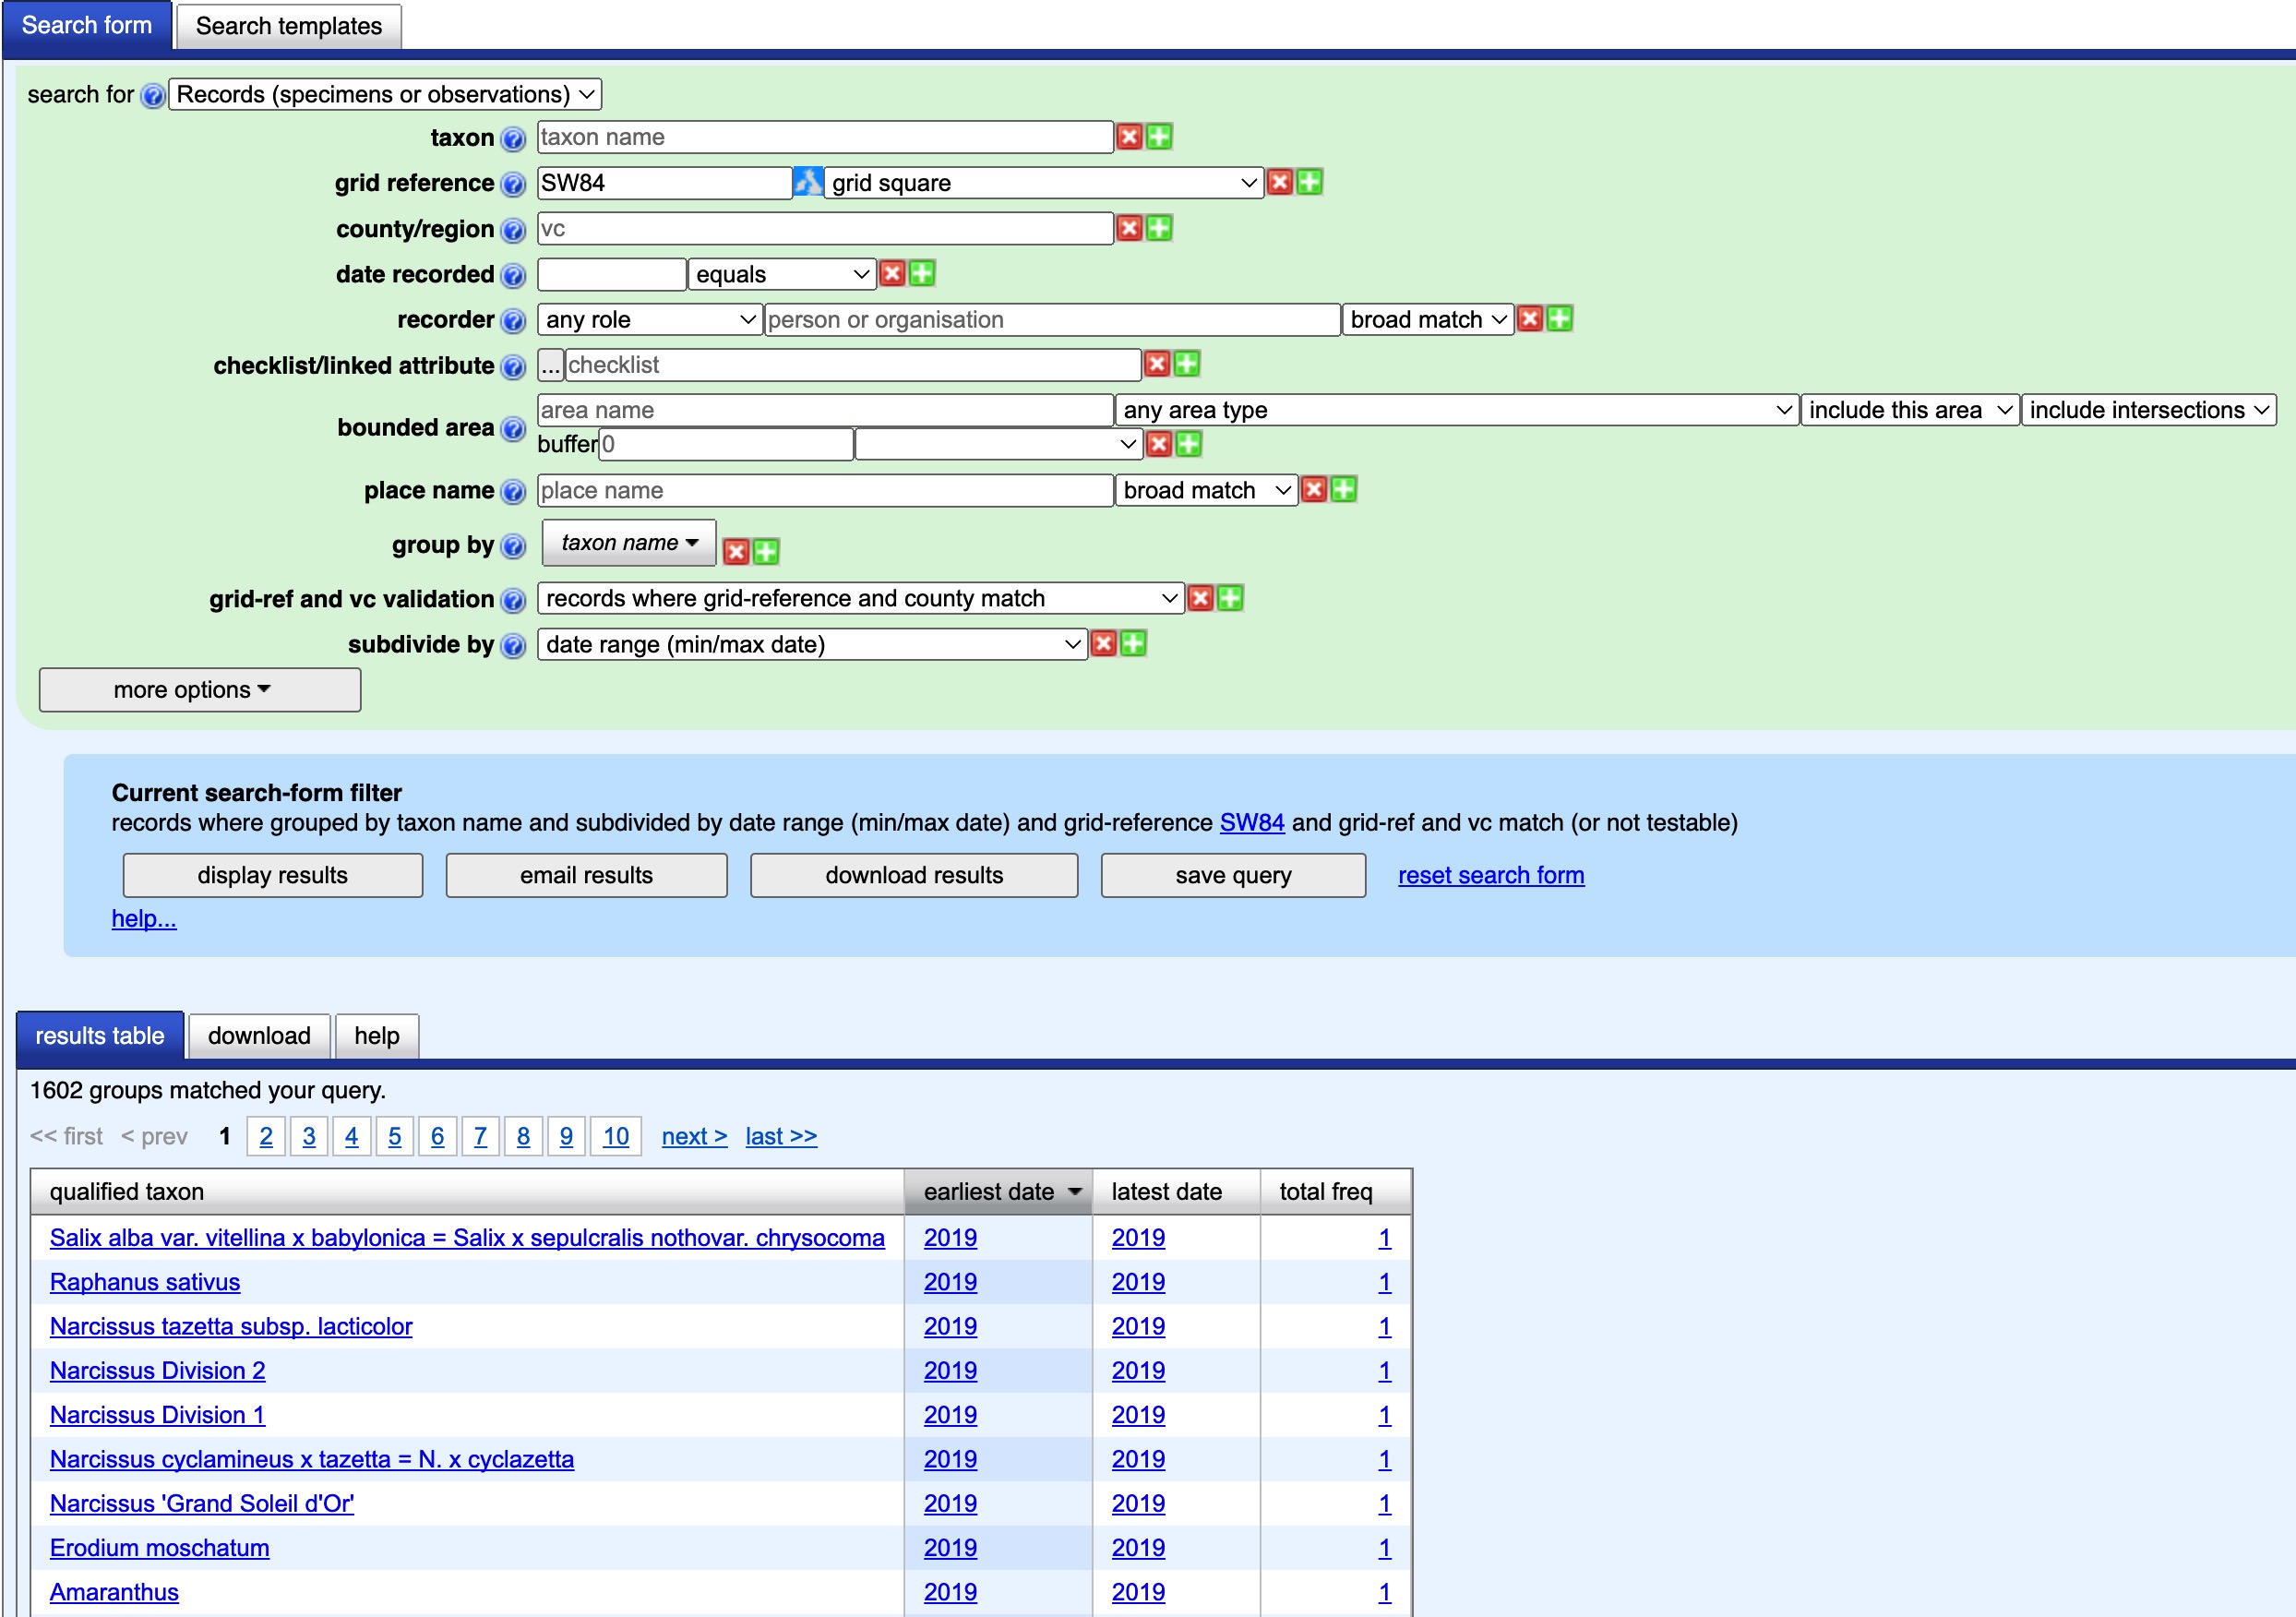 Search form Search templates
search for Records (specimens or observations)
taxon taxon name
grid reference SW84 grid square
county/region vc
date recorded equals
recorder any role person or organisation broad match
checklist/linked attribute ... checklist
bounded area area name any area type include this area include intersections
buffer 0
place name place name broad match
group by taxon name
grid-ref and vc validation records where grid-reference and county match
subdivide by date range (min/max date)
more options
Current search-form filter
records where grouped by taxon name and subdivided by date range (min/max date) and grid-reference SW84 and grid-ref and vc match (or not testable)
display results email results download results save query reset search form
help...
results table download help
1602 groups matched your query.
<< first < prev 1 2 3 4 5 6 7 8 9 10 next > last >>
qualified taxon earliest date latest date total freq
Salix alba var. vitellina x babylonica = Salix x sepulcralis nothovar. chrysocoma 2019 2019 1
Raphanus sativus 2019 2019 1
Narcissus tazetta subsp. lacticolor 2019 2019 1
Narcissus Division 2 2019 2019 1
Narcissus Division 1 2019 2019 1
Narcissus cyclamineus x tazetta = N. x cyclazetta 2019 2019 1
Narcissus 'Grand Soleil d'Or' 2019 2019 1
Erodium moschatum 2019 2019 1
Amaranthus 2019 2019 1